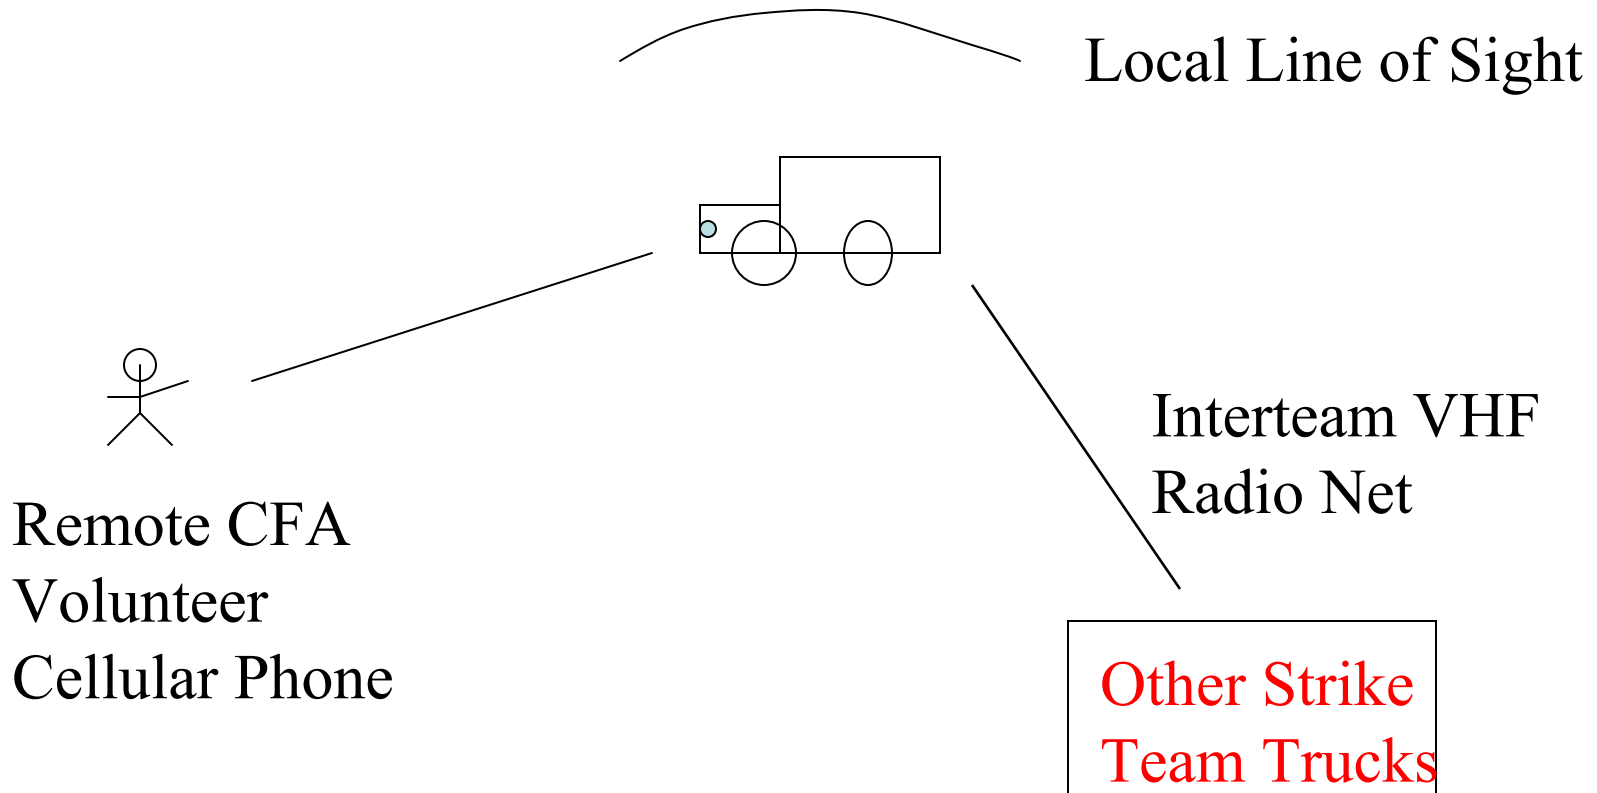 Local Line of Sight
Interteam VHF
Radio Net
Remote CFA
Volunteer
Cellular Phone
Other Strike
Team Trucks